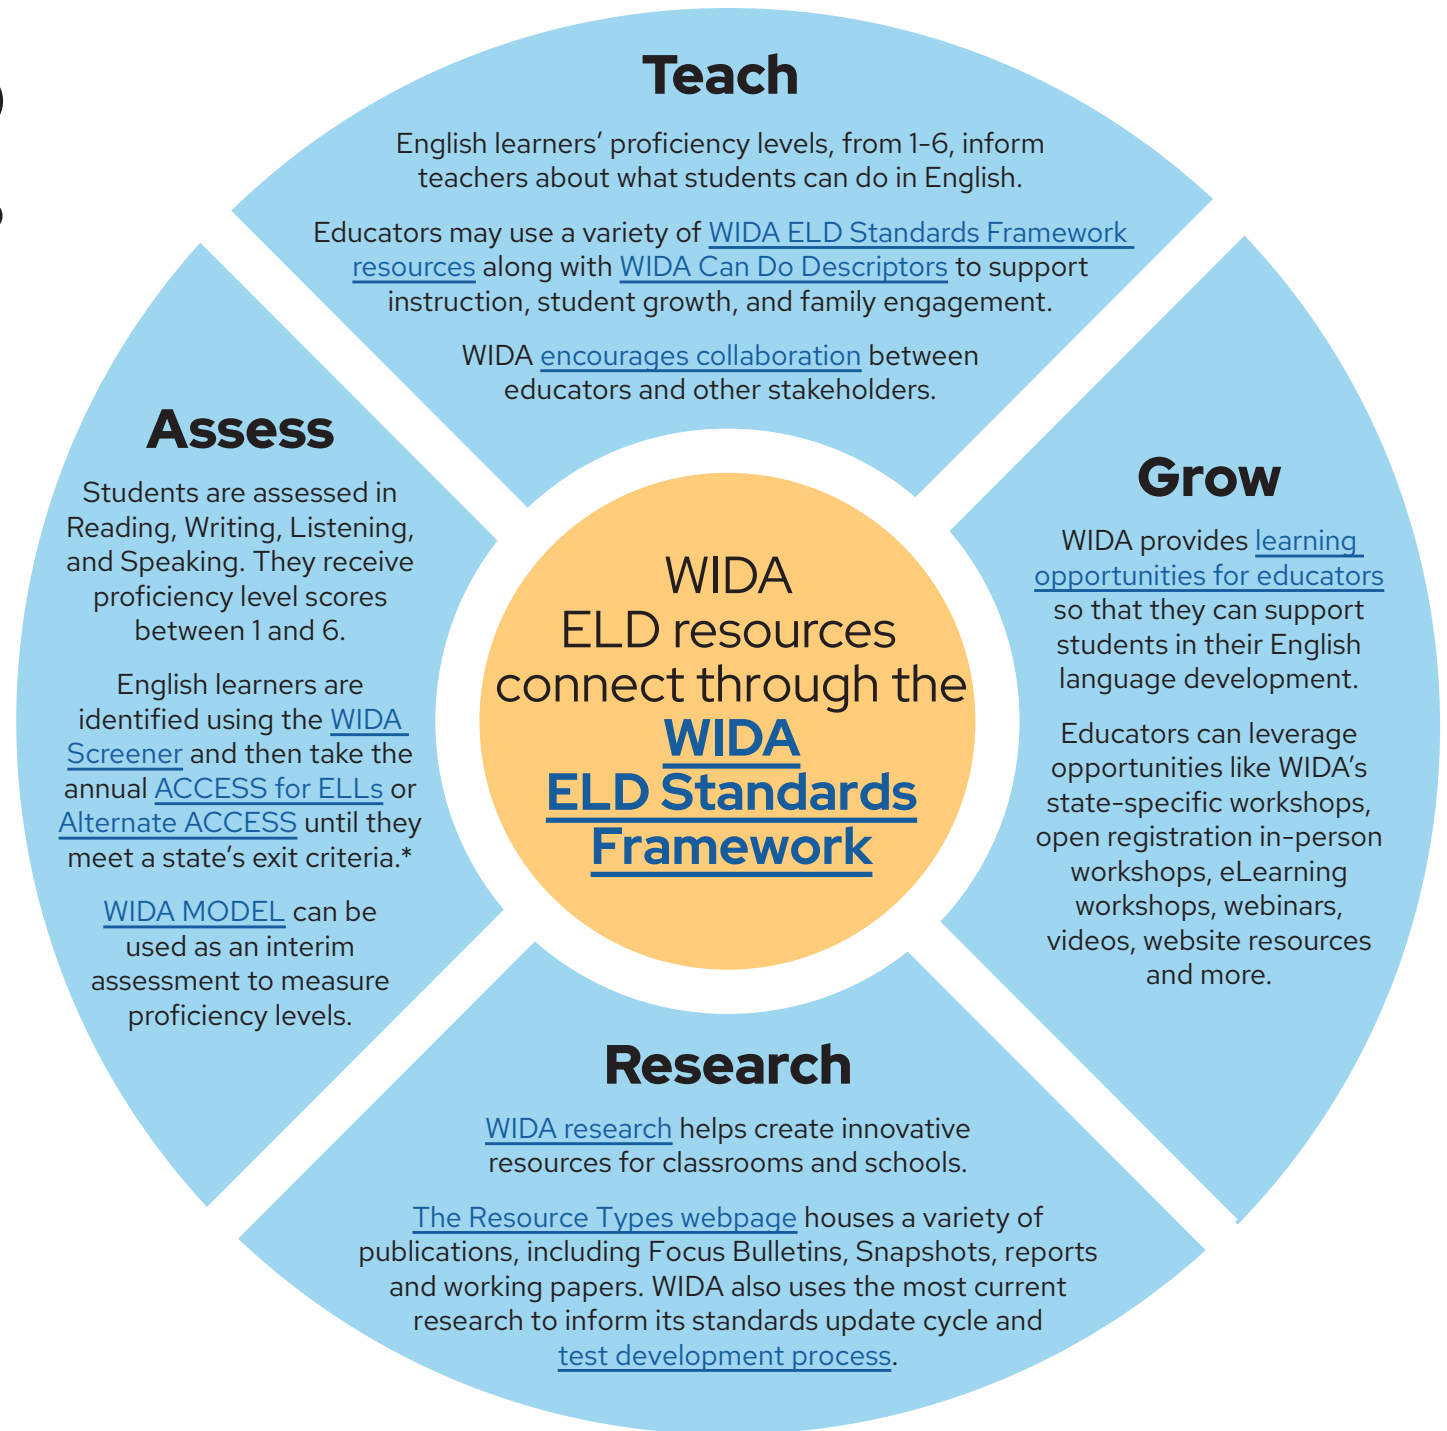 Teach
English learners’ proficiency levels, from 1-6, inform
teachers about what students can do in English.
Educators may use a variety of WIDA ELD Standards Framework
resources along with WIDA Can Do Descriptors to support
instruction, student growth, and family engagement.
WIDA encourages collaboration between
educators and other stakeholders.
Assess
Students are assessed in
Reading, Writing, Listening,
and Speaking. They receive
proficiency level scores
between 1 and 6.
English learners are
identified using the WIDA
Screener and then take the
annual ACCESS for ELLs or
Alternate ACCESS until they
meet a state’s exit criteria.*
WIDA MODEL can be
used as an interim
assessment to measure
proficiency levels.
WIDA
ELD resources
connect through the
WIDA
ELD Standards
Framework
Grow
WIDA provides learning
opportunities for educators
so that they can support
students in their English
language development.
Educators can leverage
opportunities like WIDA’s
state-specific workshops,
open registration in-person
workshops, eLearning
workshops, webinars,
videos, website resources
and more.
Research
WIDA research helps create innovative
resources for classrooms and schools.
The Resource Types webpage houses a variety of
publications, including Focus Bulletins, Snapshots, reports
and working papers. WIDA also uses the most current
research to inform its standards update cycle and
test development process.